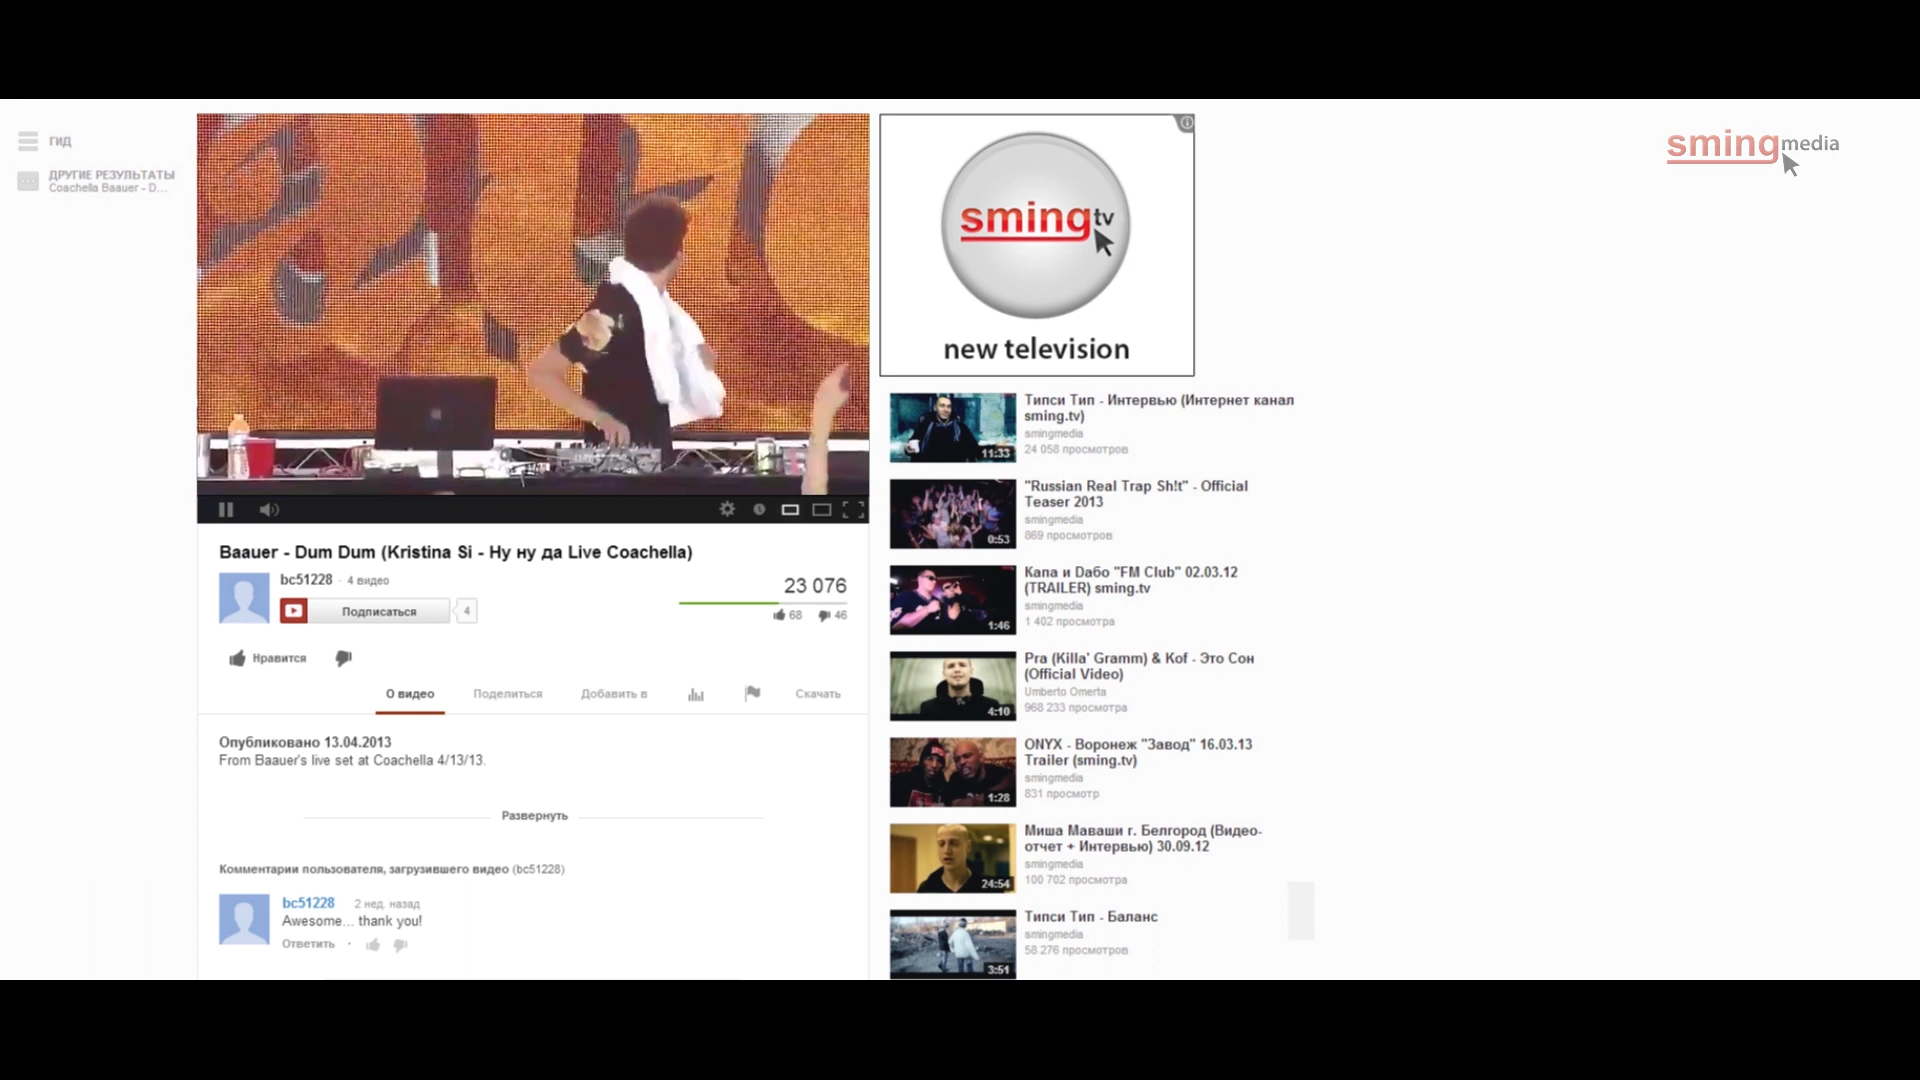 ГИД
ДРУГИЕ РЕЗУЛЬТАТЫ
Coachella Baauer - D...
smingmedia
sming tv
new television
Baauer - Dum Dum (Kristina Si - Ну ну да Live Coachella)
bc51228 · 4 видео
Подписаться
4
23 076
68
46
Нравится
О видео
Поделиться
Добавить в
Скачать
Опубликовано 13.04.2013
From Baauer's live set at Coachella 4/13/13.
Развернуть
Комментарии пользователя, загрузившего видео (bc51228)
bc51228 2 нед. назад
Awesome... thank you!
Ответить ·
11:33
Типси Тип - Интервью (Интернет канал
sming.tv)
smingmedia
24 058 просмотров
0:53
"Russian Real Trap Sh!t" - Official
Teaser 2013
smingmedia
869 просмотров
1:46
Капа и Dабо "FM Club" 02.03.12
(TRAILER) sming.tv
smingmedia
1 402 просмотра
4:10
Pra (Killa' Gramm) & Kof - Это Сон
(Official Video)
Umberto Omerta
968 233 просмотра
1:28
ONYX - Воронеж "Завод" 16.03.13
Trailer (sming.tv)
smingmedia
831 просмотр
24:54
Миша Маваши г. Белгород (Видео-
отчет + Интервью) 30.09.12
smingmedia
100 702 просмотра
3:51
Типси Тип - Баланс
smingmedia
58 276 просмотров